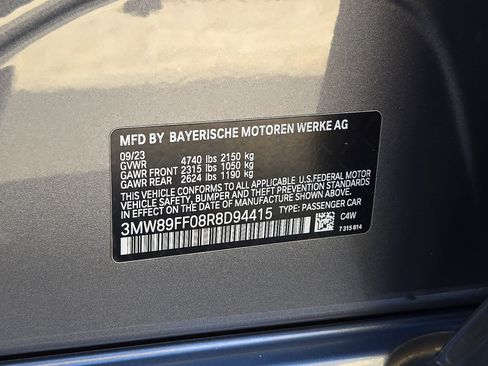 MFD. BY BAYERISCHE MOTOREN WERKE AG
09/23
GVWR 4740 lbs 2150 kg
GAWR FRONT 2315 lbs 1050 kg
GAWR REAR 2624 lbs 1190 kg
THIS VEHICLE CONFORMS TO ALL APPLICABLE U.S.FEDERAL MOTOR
VEHICLE SAFETY, BUMPER AND THEFT PREVENTION STANDARDS IN EFFECT ON THE
DATE OF MANUFACTURE SHOWN ABOVE.
3MW89FF08R8D94415 TYPE: PASSENGER CAR
C4W
7 315 814